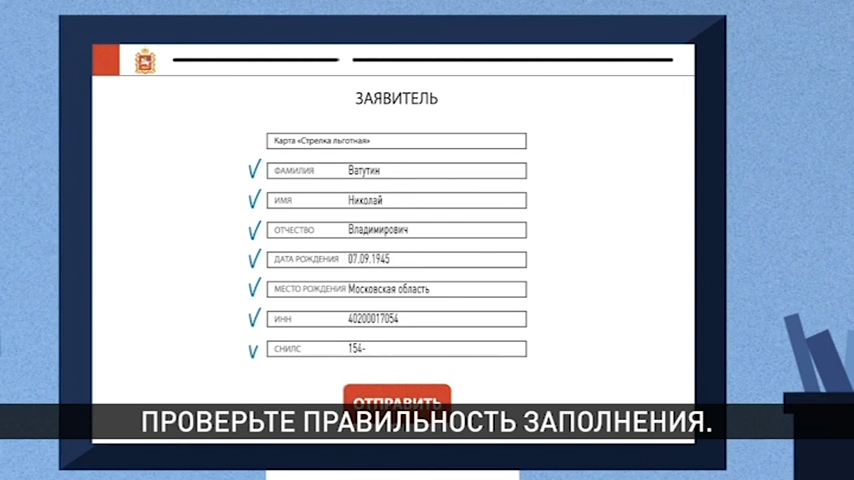 ЗАЯВИТЕЛЬ
Карта «Стрелка льготная»
ФАМИЛИЯ Ватутин
ИМЯ Николай
ОТЧЕСТВО Владимирович
ДАТА РОЖДЕНИЯ 07.09.1945
МЕСТО РОЖДЕНИЯ Московская область
ИНН 40200017054
СНИЛС 154-
ОТПРАВИТЬ
ПРОВЕРЬТЕ ПРАВИЛЬНОСТЬ ЗАПОЛНЕНИЯ.